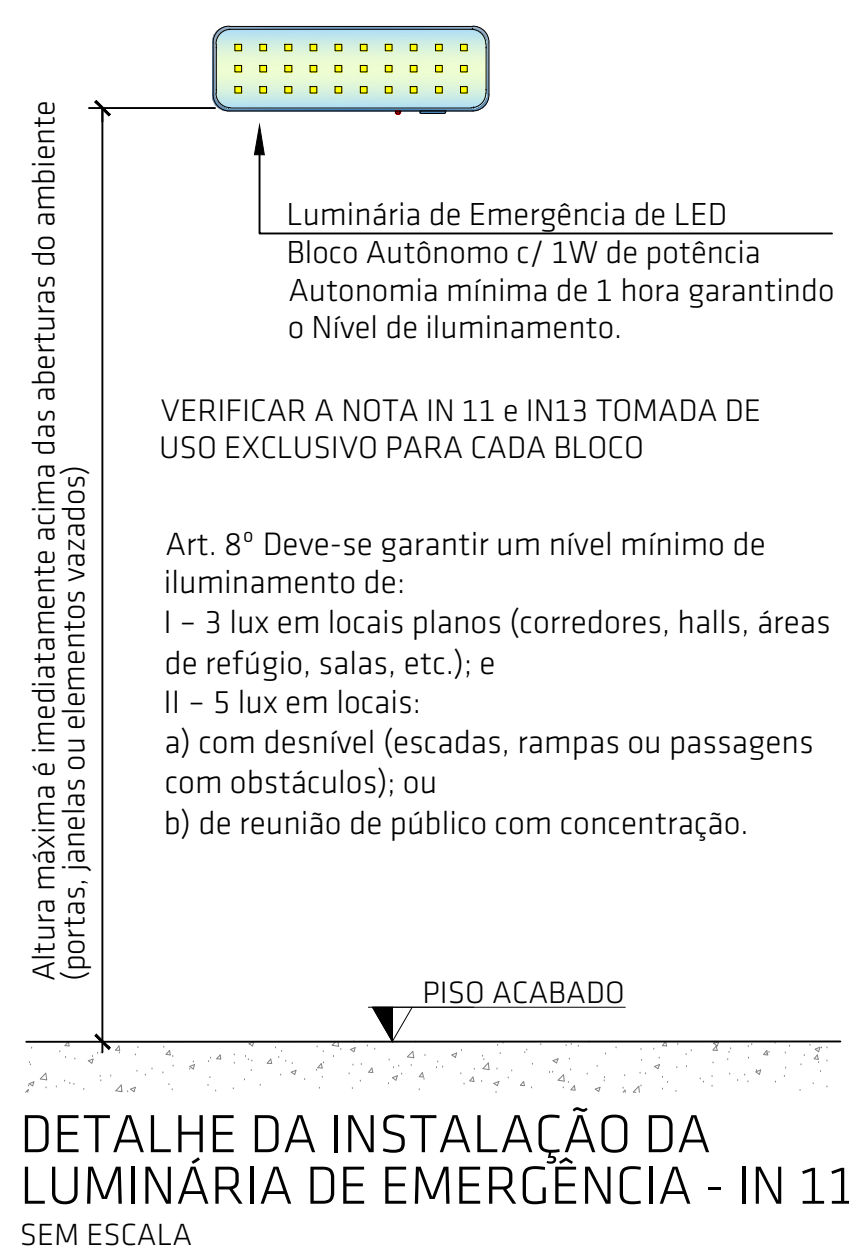 Altura máxima é imediatamente acima das aberturas do ambiente
(portas, janelas ou elementos vazados)
Luminária de Emergência de LED
Bloco Autônomo c/ 1W de potência
Autonomia mínima de 1 hora garantindo
o Nível de iluminamento.
VERIFICAR A NOTA IN 11 e IN13 TOMADA DE
USO EXCLUSIVO PARA CADA BLOCO
Art. 8º Deve-se garantir um nível mínimo de
iluminamento de:
I – 3 lux em locais planos (corredores, halls, áreas
de refúgio, salas, etc.); e
II – 5 lux em locais:
a) com desnível (escadas, rampas ou passagens
com obstáculos); ou
b) de reunião de público com concentração.
PISO ACABADO
DETALHE DA INSTALAÇÃO DA
LUMINÁRIA DE EMERGÊNCIA - IN 11
SEM ESCALA